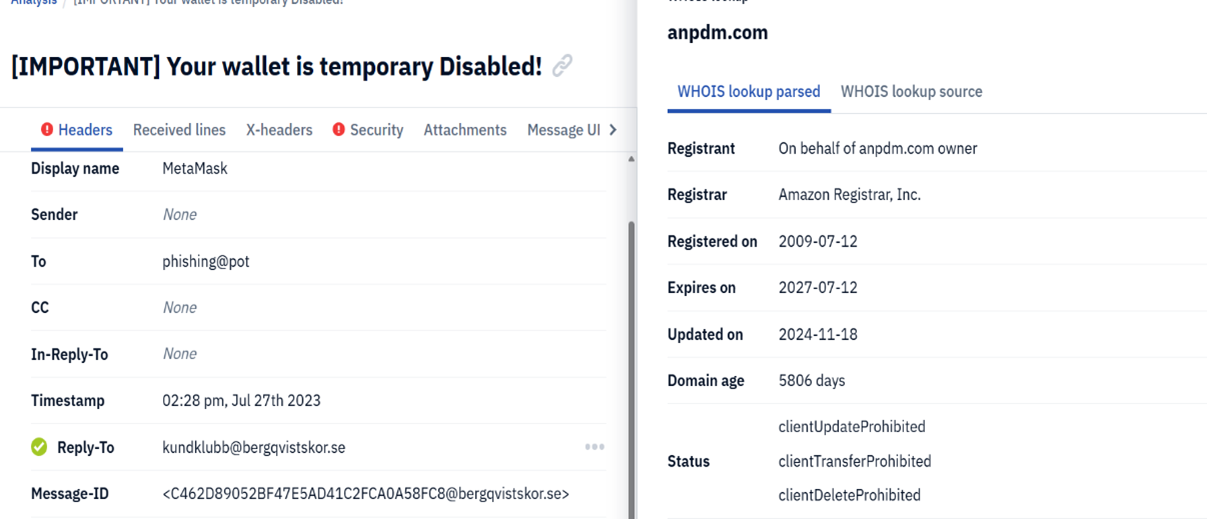 Analysis / [IMPORTANT] Your wallet is temporary Disabled!
[IMPORTANT] Your wallet is temporary Disabled!
Headers Received lines X-headers Security Attachments Message UI
Display name MetaMask
Sender None
To phishing@pot
CC None
In-Reply-To None
Timestamp 02:28 pm, Jul 27th 2023
Reply-To kundklubb@bergqvistskor.se
Message-ID <C462D89052BF47E5AD41C2FCA0A58FC8@bergqvistskor.se>
WHOIS lookup
anpdm.com
WHOIS lookup parsed WHOIS lookup source
Registrant On behalf of anpdm.com owner
Registrar Amazon Registrar, Inc.
Registered on 2009-07-12
Expires on 2027-07-12
Updated on 2024-11-18
Domain age 5806 days
Status
clientUpdateProhibited
clientTransferProhibited
clientDeleteProhibited